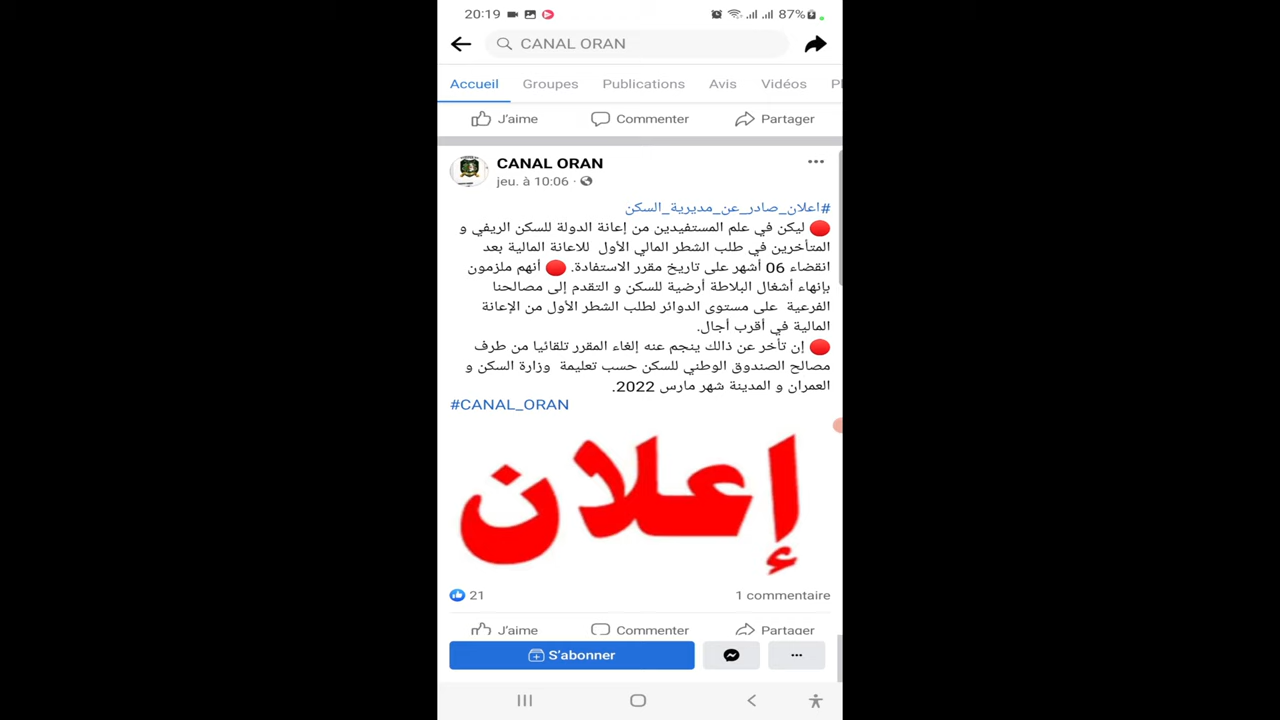 20:19
87%
CANAL ORAN
Accueil Groupes Publications Avis Vidéos Pl
J'aime Commenter Partager
CANAL ORAN
jeu. à 10:06 ·
#اعلان_صادر_عن_مديرية_السكن
🔴 ليكن في علم المستفيدين من إعانة الدولة للسكن الريفي و
المتأخرين في طلب الشطر المالي الأول للاعانة المالية بعد
انقضاء 06 أشهر على تاريخ مقرر الاستفادة. 🔴 أنهم ملزمون
بإنهاء أشغال البلاطة أرضية للسكن و التقدم إلى مصالحنا
الفرعية على مستوى الدوائر لطلب الشطر الأول من الإعانة
المالية في أقرب أجال.
🔴 إن تأخر عن ذالك ينجم عنه إلغاء المقرر تلقائيا من طرف
مصالح الصندوق الوطني للسكن حسب تعليمة وزارة السكن و
العمران و المدينة شهر مارس 2022.
#CANAL_ORAN
إعلان
21
1 commentaire
J'aime Commenter Partager
S'abonner